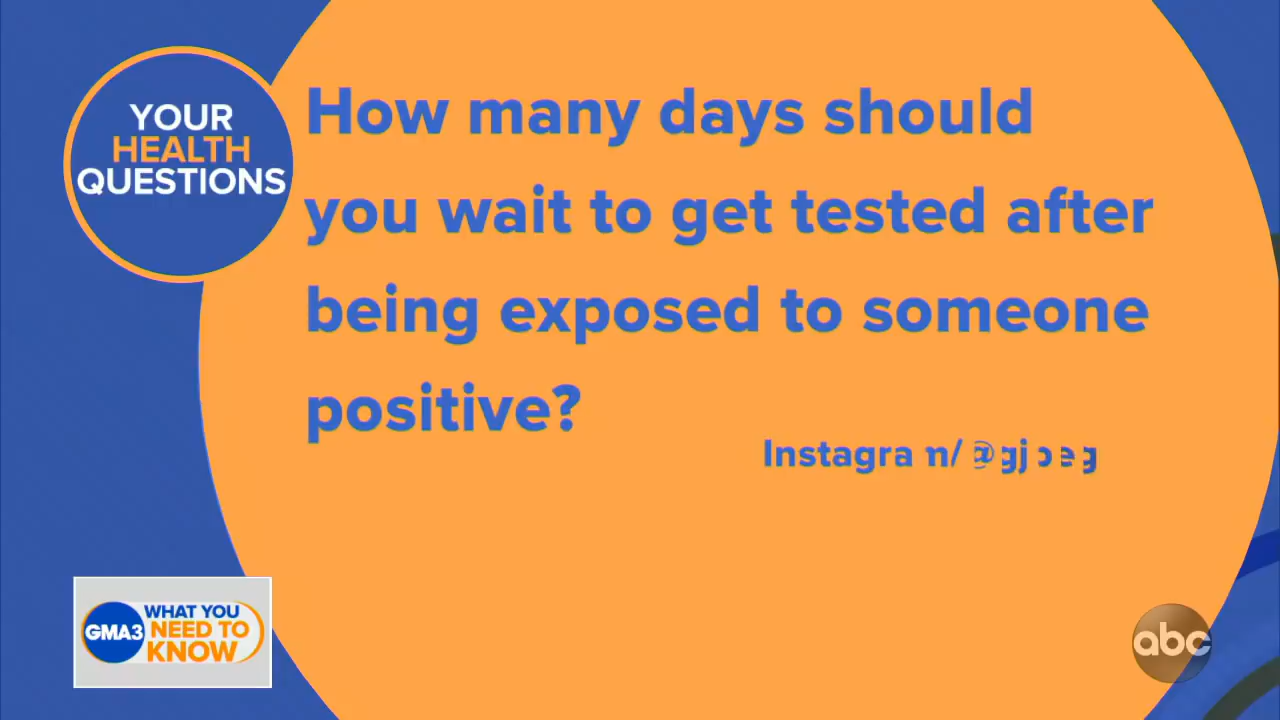 YOUR
HEALTH
QUESTIONS
How many days should
you wait to get tested after
being exposed to someone
positive?
GMA3
WHAT YOU
NEED TO
KNOW
abc